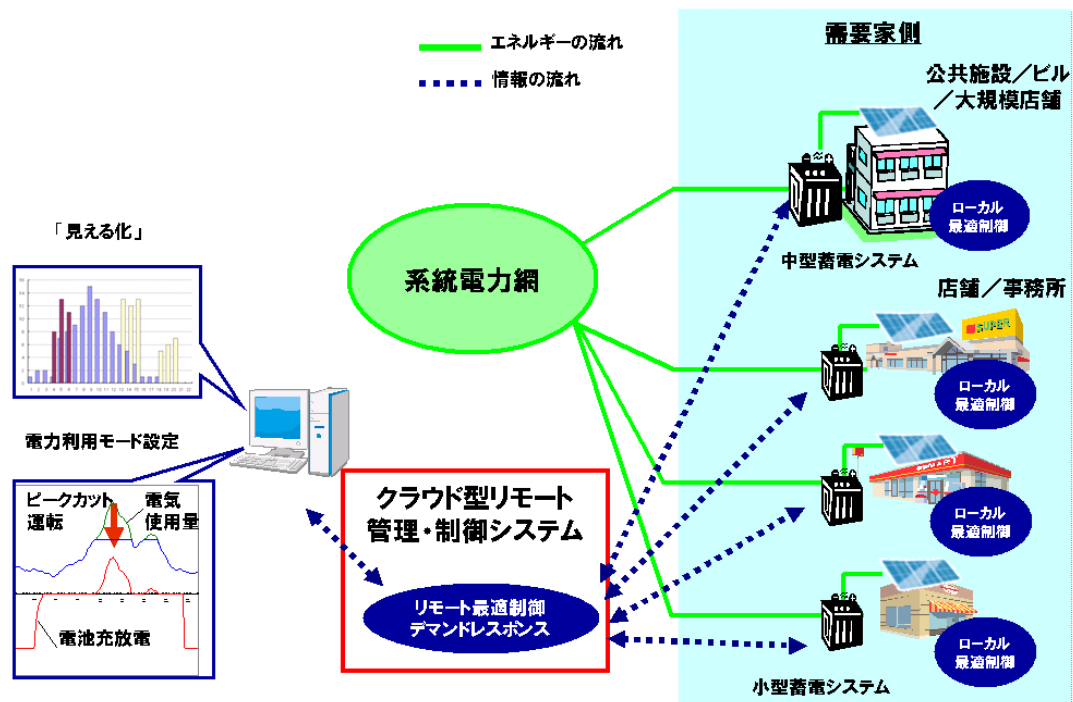 エネルギーの流れ
情報の流れ
需要家側
公共施設／ビル
／大規模店舗
ローカル
最適制御
中型蓄電システム
系統電力網
「見える化」
店舗／事務所
SUPER
ローカル
最適制御
電力利用モード設定
ピークカット
運転
電気
使用量
電池充放電
クラウド型リモート
管理・制御システム
リモート最適制御
デマンドレスポンス
ローカル
最適制御
ローカル
最適制御
小型蓄電システム